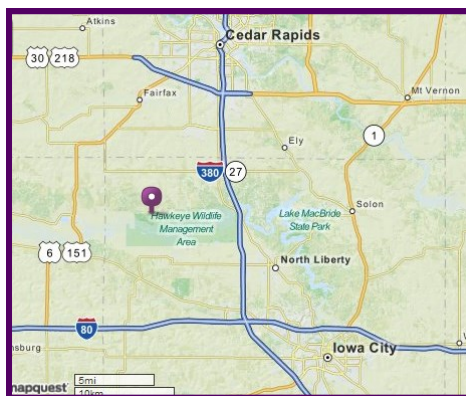 Atkins
Cedar Rapids
30 218
Fairfax
Mt Vernon
Ely
1
380 27
Hawkeye Wildlife
Management
Area
Lake MacBride
State Park
Solon
6 151
North Liberty
80
Iowa City
nsburg
5mi
mapquest
10km